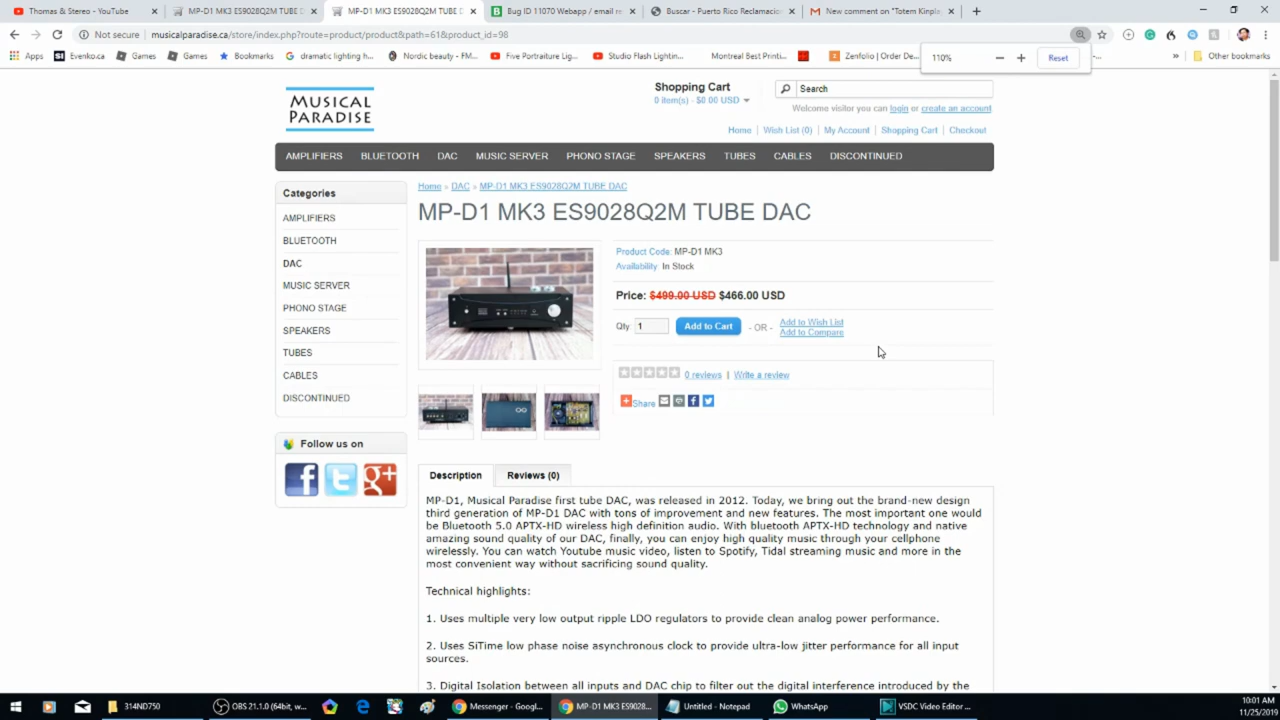 Thomas & Stereo - YouTube
MP-D1 MK3 ES9028Q2M TUBE D
MP-D1 MK3 ES9028Q2M TUBE D
Bug ID 11070 Webapp / email re
Buscar - Puerto Rico Reclamacion
New comment on "Totem Kinpla
Not secure | musicalparadise.ca/store/index.php?route=product/product&path=61&product_id=98
Apps
Evenko.ca
Games
Games
Bookmarks
dramatic lighting h...
Nordic beauty - FM...
Five Portraiture Lig...
Studio Flash Lightin...
Montreal Best Printi...
Zenfolio | Order De...
Other bookmarks
110%
Reset
MUSICAL
PARADISE
Shopping Cart
0 item(s) - $0.00 USD
Search
Welcome visitor you can login or create an account.
Home Wish List (0) My Account Shopping Cart Checkout
AMPLIFIERS BLUETOOTH DAC MUSIC SERVER PHONO STAGE SPEAKERS TUBES CABLES DISCONTINUED
Categories
AMPLIFIERS
BLUETOOTH
DAC
MUSIC SERVER
PHONO STAGE
SPEAKERS
TUBES
CABLES
DISCONTINUED
Follow us on
Home » DAC » MP-D1 MK3 ES9028Q2M TUBE DAC
MP-D1 MK3 ES9028Q2M TUBE DAC
Product Code: MP-D1 MK3
Availability: In Stock
Price: $499.00 USD $466.00 USD
Qty 1 Add to Cart - OR - Add to Wish List
Add to Compare
0 reviews | Write a review
Share
Description
Reviews (0)
MP-D1, Musical Paradise first tube DAC, was released in 2012. Today, we bring out the brand-new design
third generation of MP-D1 DAC with tons of improvement and new features. The most important one would
be Bluetooth 5.0 APTX-HD wireless high definition audio. With bluetooth APTX-HD technology and native
amazing sound quality of our DAC, finally, you can enjoy high quality music through your cellphone
wirelessly. You can watch Youtube music video, listen to Spotify, Tidal streaming music and more in the
most convenient way without sacrificing sound quality.
Technical highlights:
1. Uses multiple very low output ripple LDO regulators to provide clean analog power performance.
2. Uses SiTime low phase noise asynchronous clock to provide ultra-low jitter performance for all input
sources.
3. Digital Isolation between all inputs and DAC chip to filter out the digital interference introduced by the
314ND750
OBS 21.1.0 (64bit, w...
Messenger - Googl...
MP-D1 MK3 ES9028...
Untitled - Notepad
WhatsApp
VSDC Video Editor ...
10:01 AM
11/25/2019